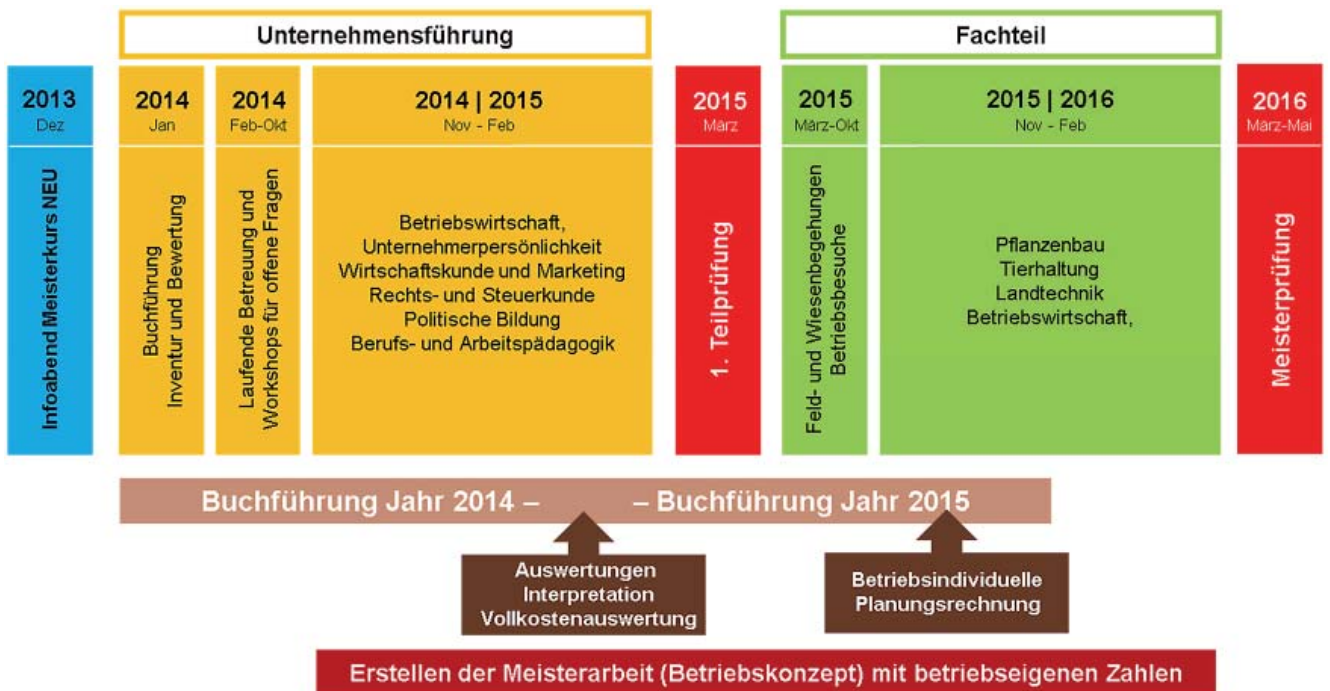 Unternehmensführung
Fachteil
2013
Dez
Infoabend Meisterkurs NEU
2014
Jan
Buchführung
Inventur und Bewertung
2014
Feb-Okt
Laufende Betreuung und
Workshops für offene Fragen
2014 | 2015
Nov - Feb
Betriebswirtschaft,
Unternehmerpersönlichkeit
Wirtschaftskunde und Marketing
Rechts- und Steuerkunde
Politische Bildung
Berufs- und Arbeitspädagogik
2015
März
1. Teilprüfung
2015
März-Okt
Feld- und Wiesenbegehungen
Betriebsbesuche
2015 | 2016
Nov - Feb
Pflanzenbau
Tierhaltung
Landtechnik
Betriebswirtschaft,
2016
März-Mai
Meisterprüfung
Buchführung Jahr 2014 – – Buchführung Jahr 2015
Auswertungen
Interpretation
Vollkostenauswertung
Betriebsindividuelle
Planungsrechnung
Erstellen der Meisterarbeit (Betriebskonzept) mit betriebseigenen Zahlen